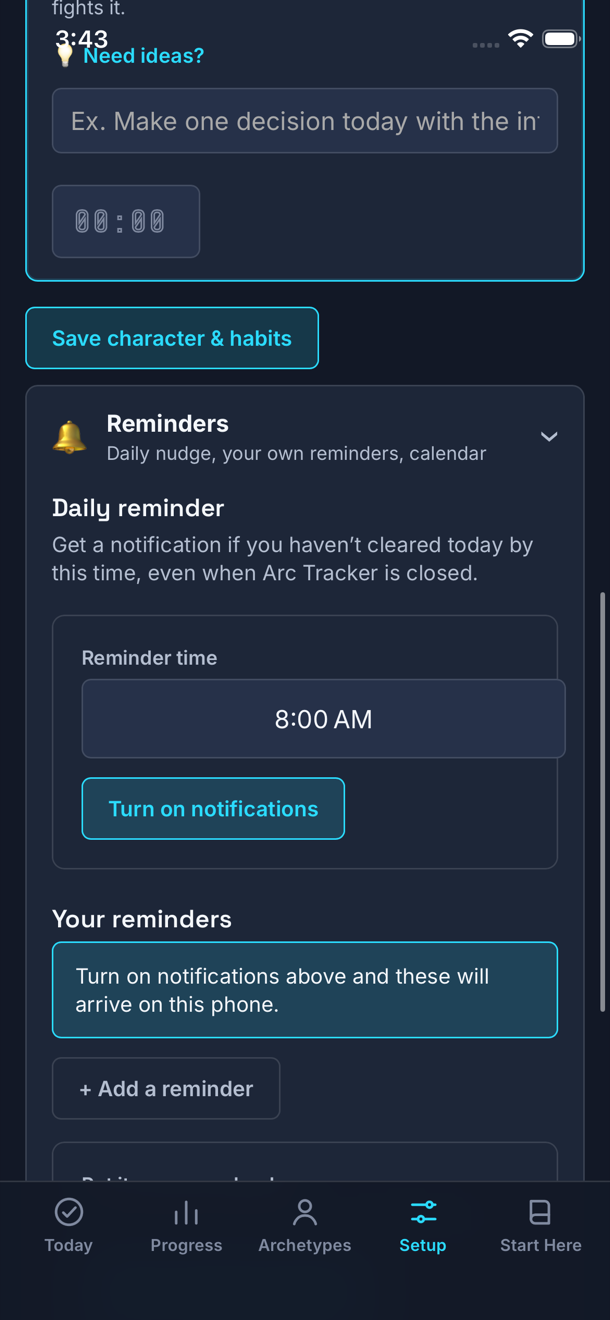 fights it.
3:43
💡 Need ideas?
Ex. Make one decision today with the in
00:00
Save character & habits
Reminders
Daily nudge, your own reminders, calendar
Daily reminder
Get a notification if you haven’t cleared today by
this time, even when Arc Tracker is closed.
Reminder time
8:00 AM
Turn on notifications
Your reminders
Turn on notifications above and these will
arrive on this phone.
+ Add a reminder
Today
Progress
Archetypes
Setup
Start Here